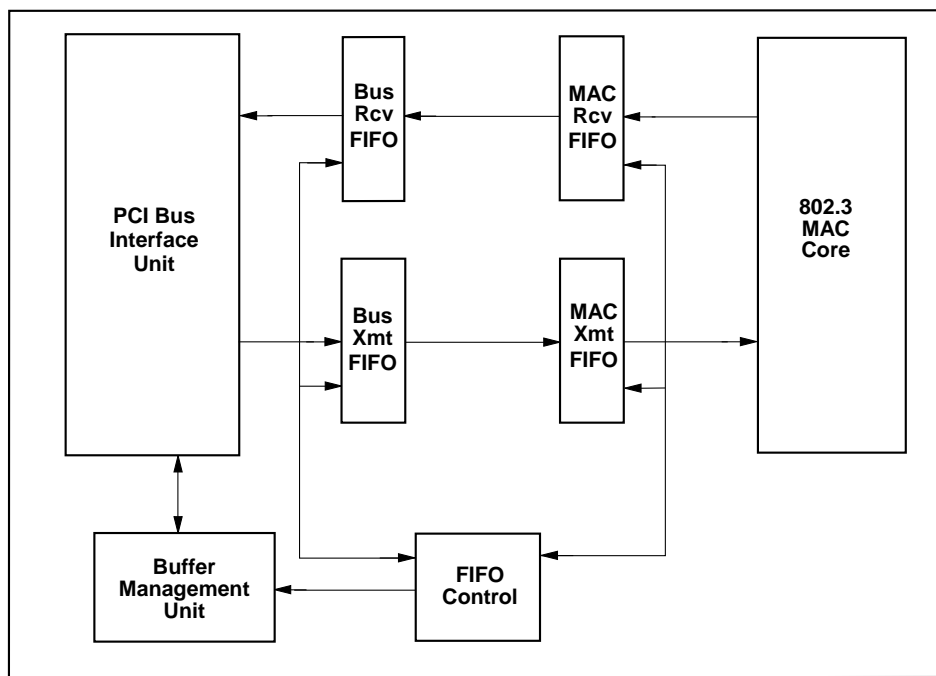 Bus
Rcv
FIFO
MAC
Rcv
FIFO
PCI Bus
Interface
Unit
802.3
MAC
Core
Bus
Xmt
FIFO
MAC
Xmt
FIFO
Buffer
Management
Unit
FIFO
Control